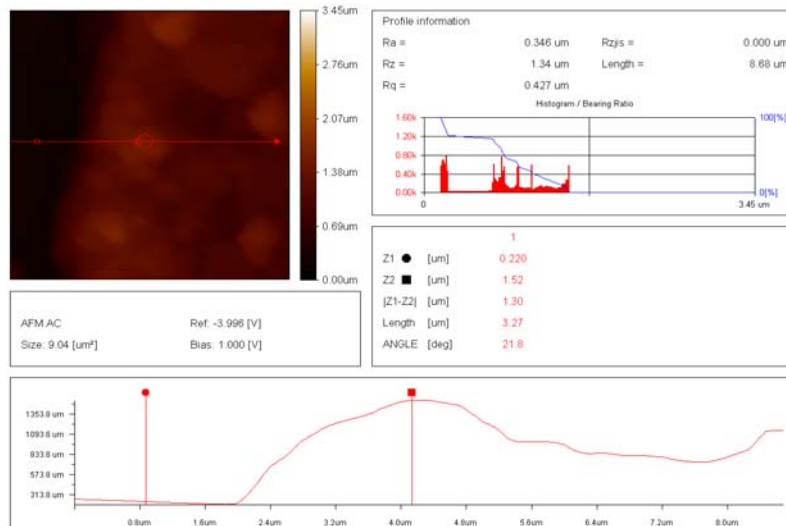 3.45um
2.76um
2.07um
1.38um
0.69um
0.00um
Profile information
Ra = 0.346 um Rzjis = 0.000 um
Rz = 1.34 um Length = 8.68 um
Rq = 0.427 um
Histogram / Bearing Ratio
1.60k 100[%]
1.20k
0.80k
0.40k
0.00k 0[%]
0 3.45 um
1
Z1 [um] 0.220
Z2 [um] 1.52
|Z1-Z2| [um] 1.30
Length [um] 3.27
ANGLE [deg] 21.8
AFM AC Ref: -3.996 [V]
Size: 9.04 [um²] Bias: 1.000 [V]
1353.8 um
1093.8 um
833.8 um
573.8 um
313.8 um
0.8um 1.6um 2.4um 3.2um 4.0um 4.8um 5.6um 6.4um 7.2um 8.0um